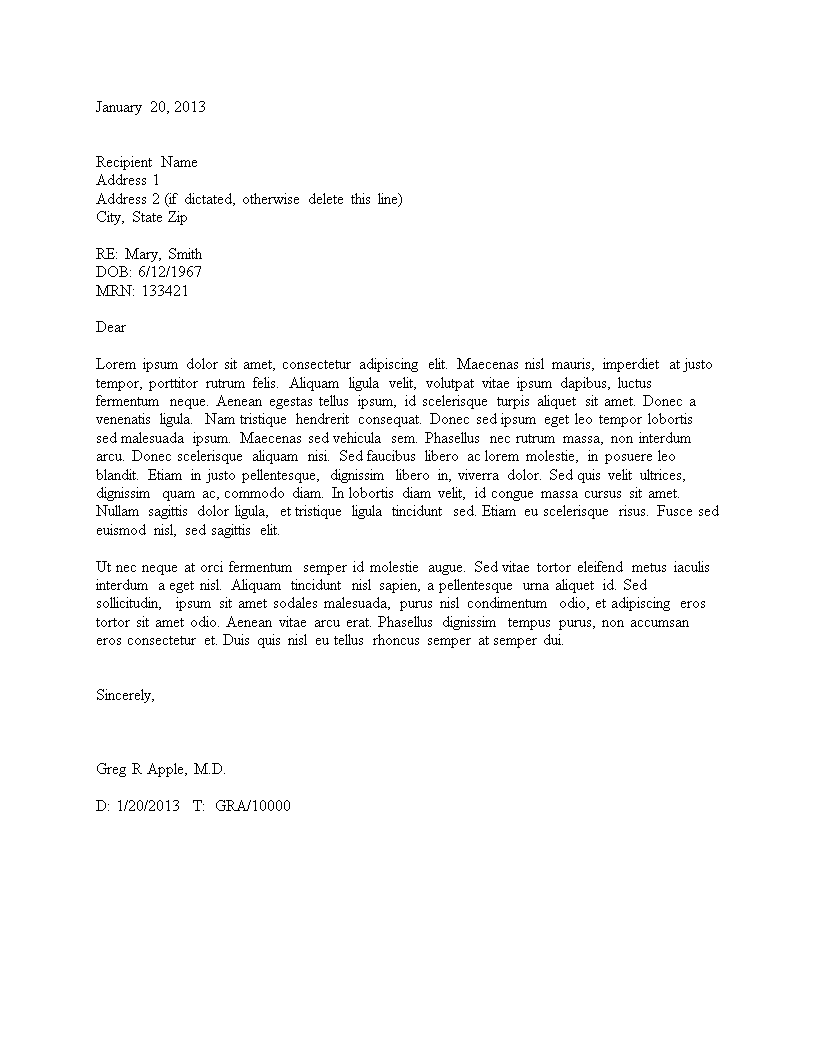 January 20, 2013
Recipient Name
Address 1
Address 2 (if dictated, otherwise delete this line)
City, State Zip
RE: Mary, Smith
DOB: 6/12/1967
MRN: 133421
Dear
Lorem ipsum dolor sit amet, consectetur adipiscing elit. Maecenas nisl mauris, imperdiet at justo
tempor, porttitor rutrum felis. Aliquam ligula velit, volutpat vitae ipsum dapibus, luctus
fermentum neque. Aenean egestas tellus ipsum, id scelerisque turpis aliquet sit amet. Donec a
venenatis ligula. Nam tristique hendrerit consequat. Donec sed ipsum eget leo tempor lobortis
sed malesuada ipsum. Maecenas sed vehicula sem. Phasellus nec rutrum massa, non interdum
arcu. Donec scelerisque aliquam nisi. Sed faucibus libero ac lorem molestie, in posuere leo
blandit. Etiam in justo pellentesque, dignissim libero in, viverra dolor. Sed quis velit ultrices,
dignissim quam ac, commodo diam. In lobortis diam velit, id congue massa cursus sit amet.
Nullam sagittis dolor ligula, et tristique ligula tincidunt sed. Etiam eu scelerisque risus. Fusce sed
euismod nisl, sed sagittis elit.
Ut nec neque at orci fermentum semper id molestie augue. Sed vitae tortor eleifend metus iaculis
interdum a eget nisl. Aliquam tincidunt nisl sapien, a pellentesque urna aliquet id. Sed
sollicitudin, ipsum sit amet sodales malesuada, purus nisl condimentum odio, et adipiscing eros
tortor sit amet odio. Aenean vitae arcu erat. Phasellus dignissim tempus purus, non accumsan
eros consectetur et. Duis quis nisl eu tellus rhoncus semper at semper dui.
Sincerely,
Greg R Apple, M.D.
D: 1/20/2013 T: GRA/10000